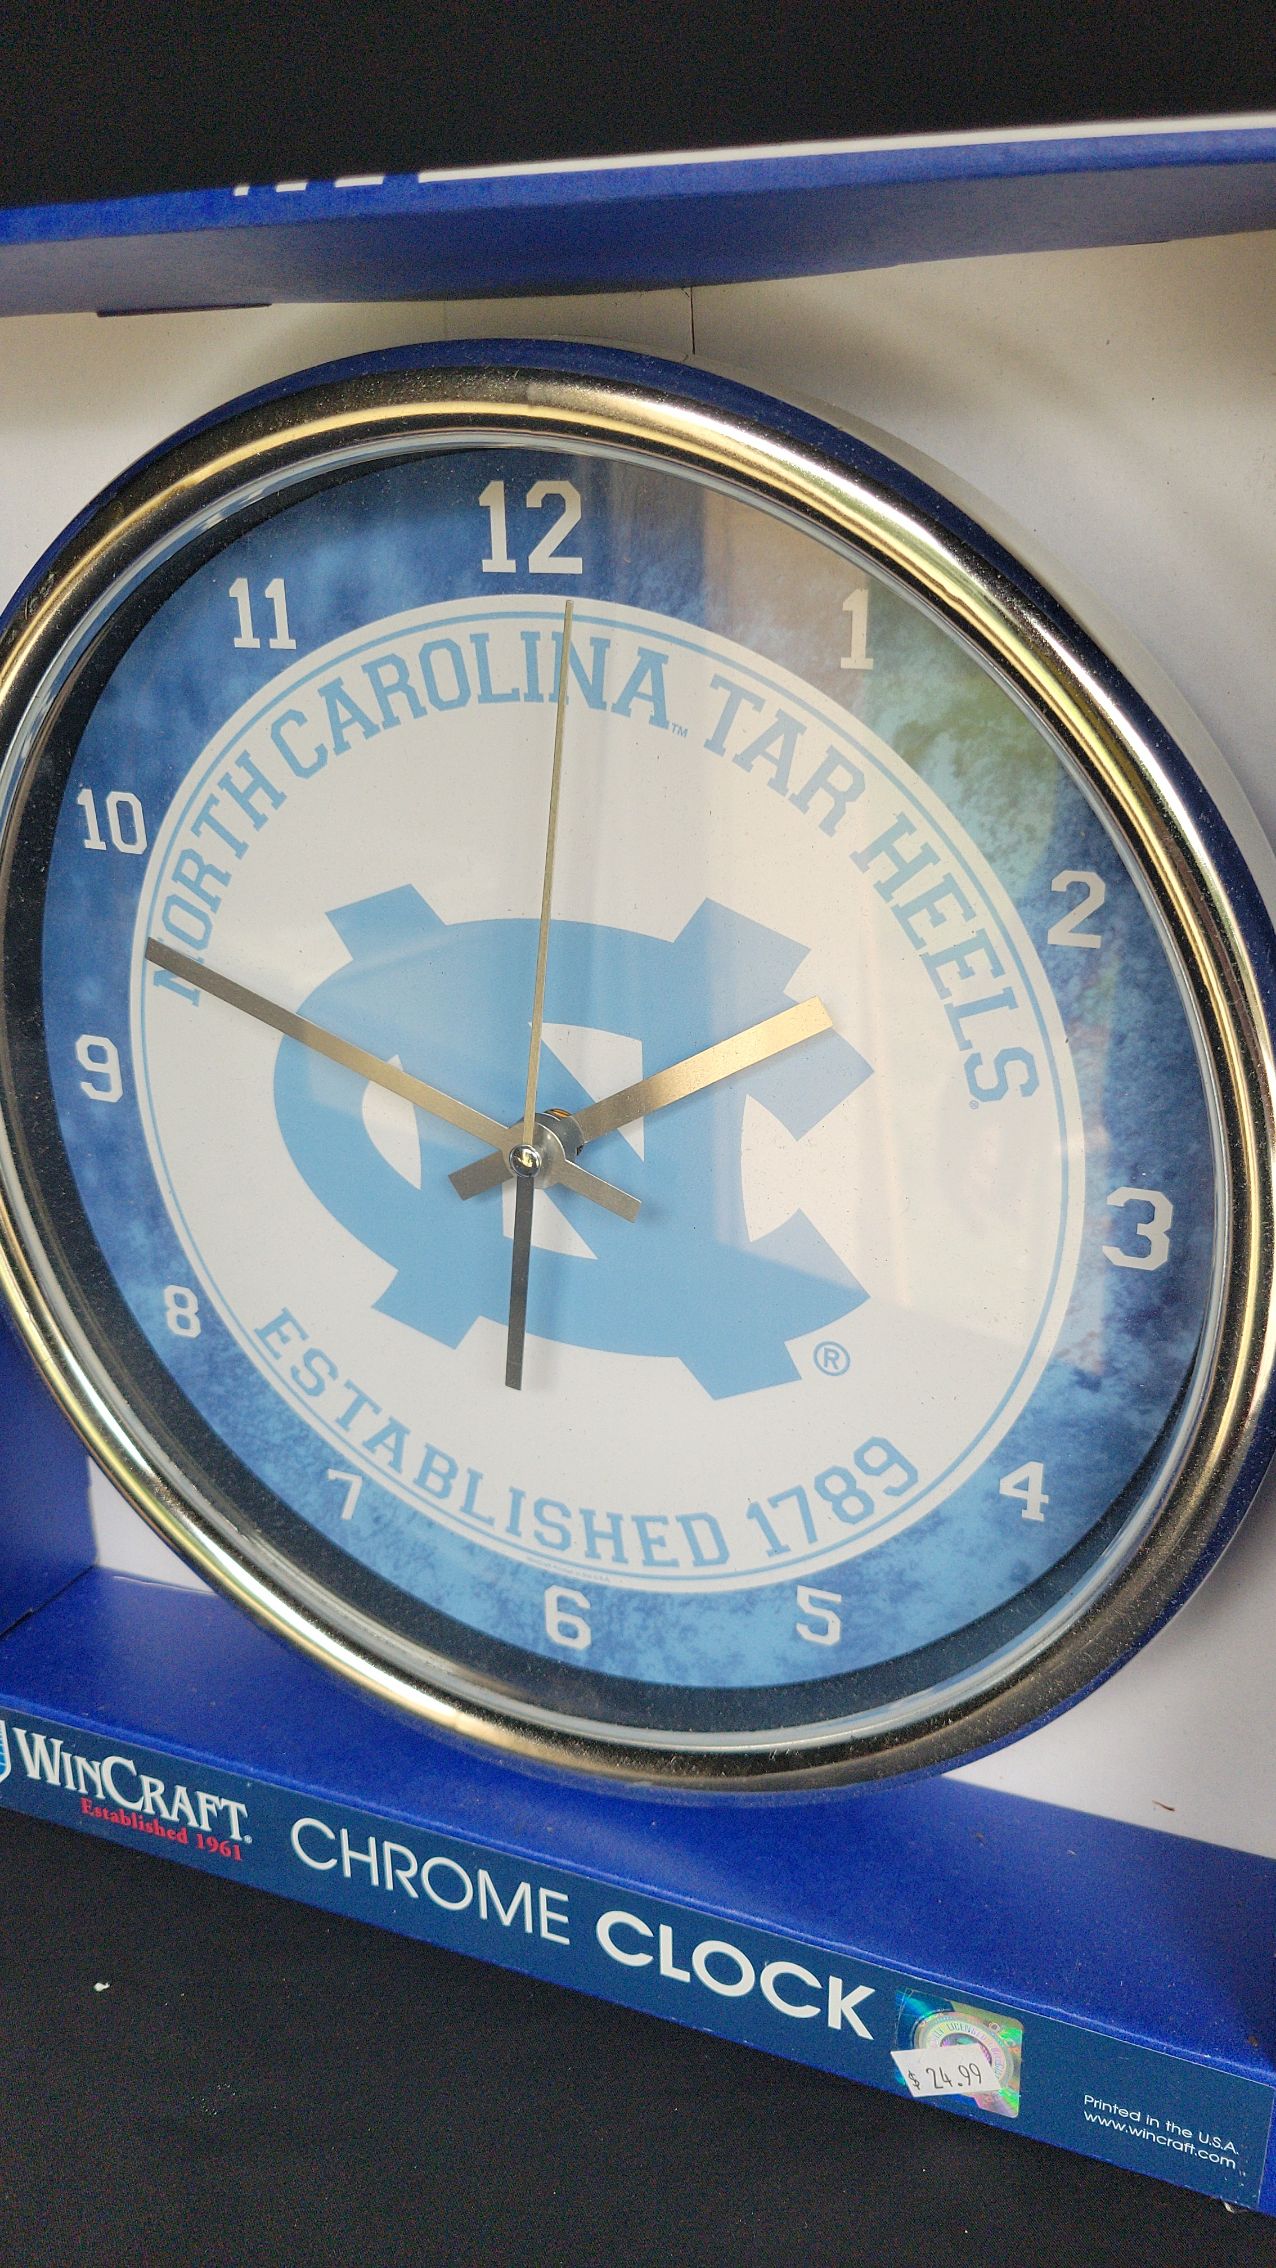 12
11
1
10
2
9
3
8
4
7
5
6
NORTH CAROLINA™ TAR HEELS®
NC
®
ESTABLISHED 1789
WINCRAFT®
Established 1961
CHROME CLOCK
$ 24.99
Printed in the U.S.A.
www.wincraft.com